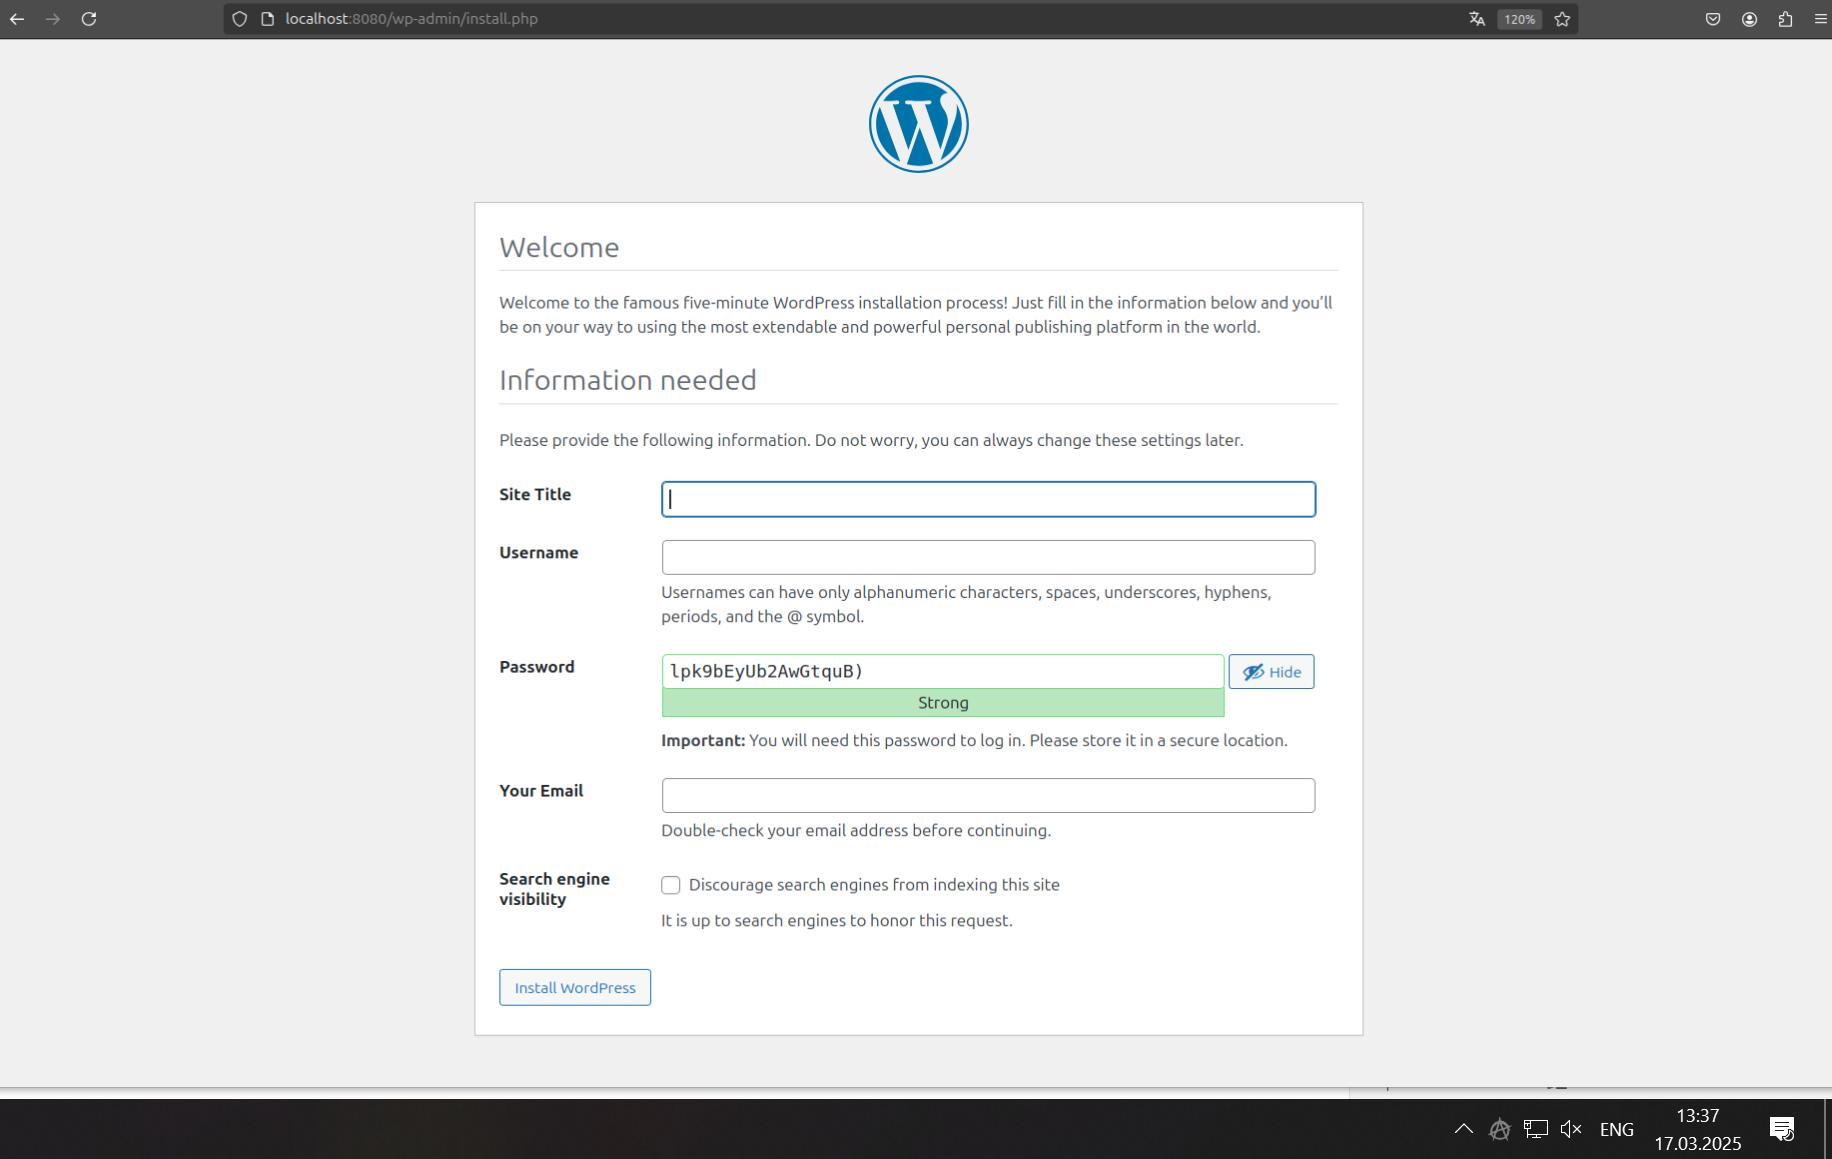 localhost:8080/wp-admin/install.php
120%
W
Welcome
Welcome to the famous five-minute WordPress installation process! Just fill in the information below and you’ll
be on your way to using the most extendable and powerful personal publishing platform in the world.
Information needed
Please provide the following information. Do not worry, you can always change these settings later.
Site Title
Username
Usernames can have only alphanumeric characters, spaces, underscores, hyphens,
periods, and the @ symbol.
Password
lpk9bEyUb2AwGtquB)
Hide
Strong
Important: You will need this password to log in. Please store it in a secure location.
Your Email
Double-check your email address before continuing.
Search engine
visibility
Discourage search engines from indexing this site
It is up to search engines to honor this request.
Install WordPress
ENG
13:37
17.03.2025